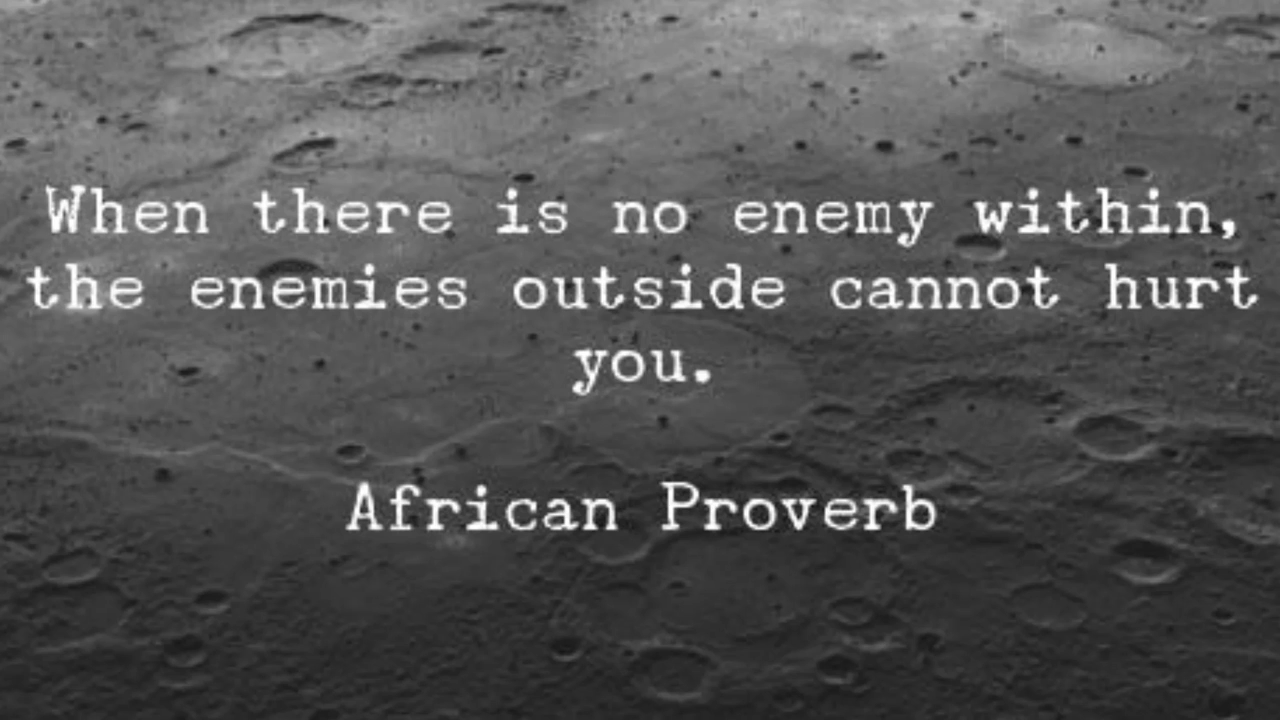 When there is no enemy within,
the enemies outside cannot hurt
you.
African Proverb